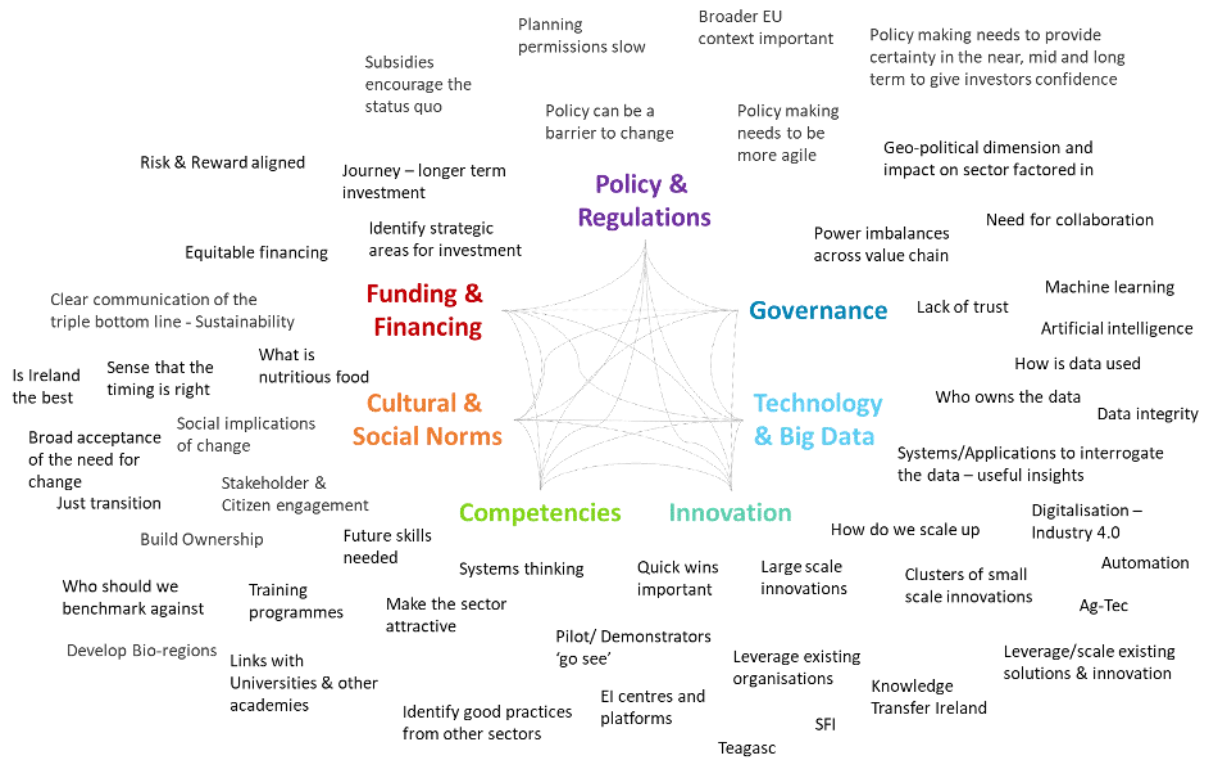 Planning
permissions slow
Broader EU
context important
Policy making needs to provide
certainty in the near, mid and long
term to give investors confidence
Subsidies
encourage the
status quo
Policy can be a
barrier to change
Policy making
needs to be
more agile
Geo-political dimension and
impact on sector factored in
Risk & Reward aligned
Journey – longer term
investment
Policy &
Regulations
Need for collaboration
Identify strategic
areas for investment
Equitable financing
Power imbalances
across value chain
Funding &
Financing
Governance
Lack of trust
Machine learning
Artificial intelligence
Clear communication of the
triple bottom line - Sustainability
What is
nutritious food
Sense that the
timing is right
Is Ireland
the best
How is data used
Who owns the data
Data integrity
Cultural &
Social Norms
Technology
& Big Data
Social implications
of change
Broad acceptance
of the need for
change
Just transition
Systems/Applications to interrogate
the data – useful insights
Stakeholder &
Citizen engagement
Competencies
Innovation
How do we scale up
Digitalisation –
Industry 4.0
Build Ownership
Future skills
needed
Systems thinking
Quick wins
important
Large scale
innovations
Clusters of small
scale innovations
Automation
Ag-Tec
Who should we
benchmark against
Training
programmes
Make the sector
attractive
Pilot/ Demonstrators
‘go see’
Leverage existing
organisations
Leverage/scale existing
solutions & innovation
Develop Bio-regions
Links with
Universities & other
academies
Identify good practices
from other sectors
EI centres and
platforms
Knowledge
Transfer Ireland
SFI
Teagasc